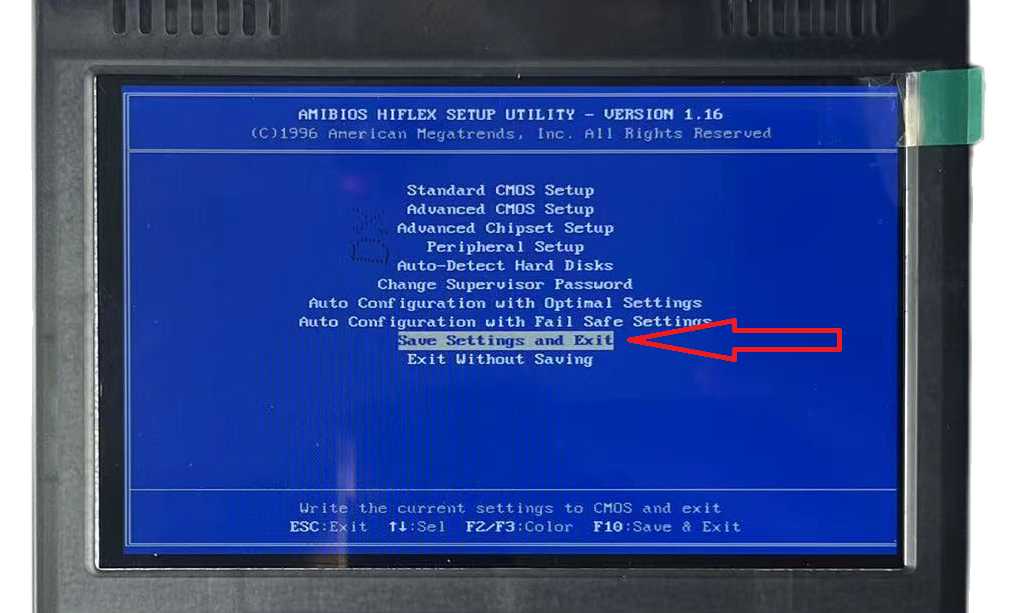 AMIBIOS HIFLEX SETUP UTILITY - VERSION 1.16
(C)1996 American Megatrends, Inc. All Rights Reserved
Standard CMOS Setup
Advanced CMOS Setup
Advanced Chipset Setup
Peripheral Setup
Auto-Detect Hard Disks
Change Supervisor Password
Auto Configuration with Optimal Settings
Auto Configuration with Fail Safe Settings
Save Settings and Exit
Exit Without Saving
Write the current settings to CMOS and exit
ESC:Exit ↑↓:Sel F2/F3:Color F10:Save & Exit